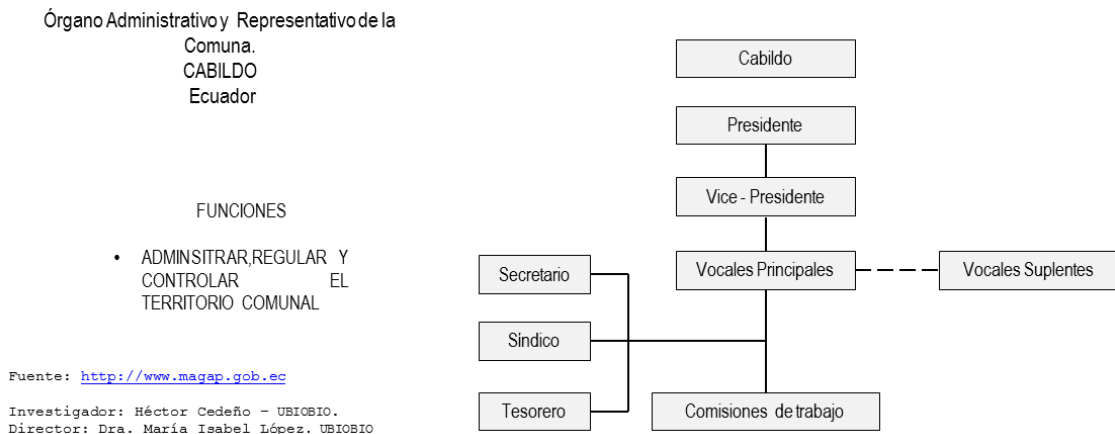 Órgano Administrativo y Representativo de la
Comuna.
CABILDO
Ecuador
FUNCIONES
• ADMINSITRAR,REGULAR Y
CONTROLAR EL
TERRITORIO COMUNAL
Fuente: http://www.magap.gob.ec
Investigador: Héctor Cedeño – UBIOBIO.
Director: Dra. María Isabel López. UBIOBIO
Cabildo
Presidente
Vice - Presidente
Vocales Principales
Vocales Suplentes
Secretario
Síndico
Tesorero
Comisiones de trabajo